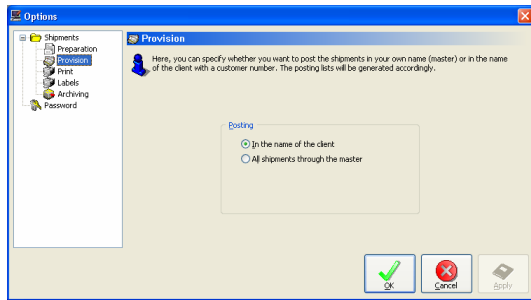 Options
Shipments
Preparation
Provision
Print
Labels
Archiving
Password
Provision
Here, you can specify whether you want to post the shipments in your own name (master) or in the name
of the client with a customer number. The posting lists will be generated accordingly.
Posting
In the name of the client
All shipments through the master
OK
Cancel
Apply